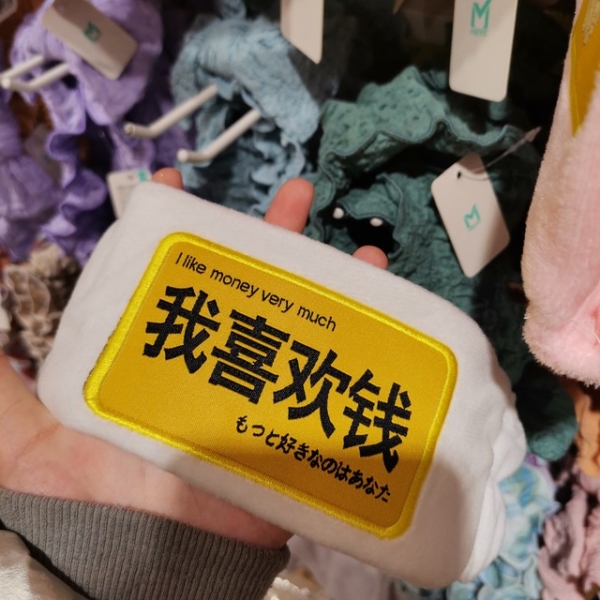 I like money very much
我喜欢钱
もっと好きなのはあなた